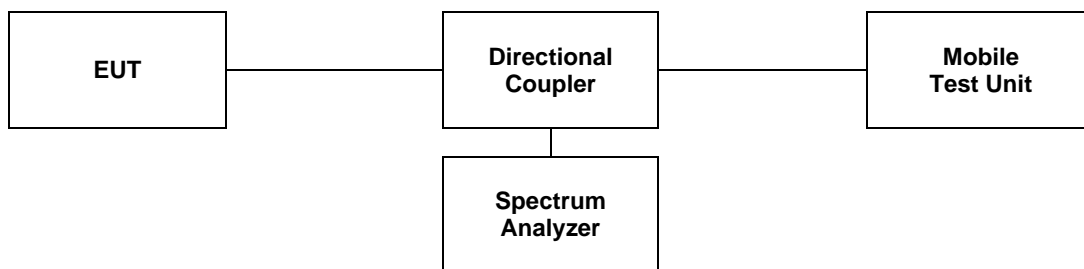 EUT
Directional
Coupler
Mobile
Test Unit
Spectrum
Analyzer